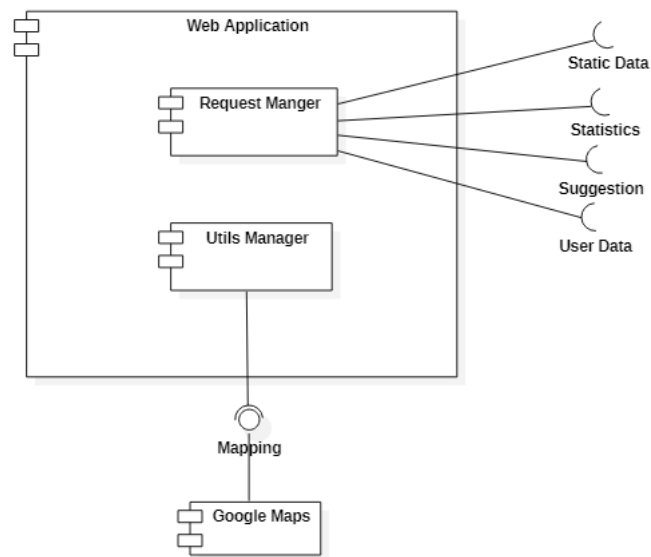 Web Application
Request Manger
Static Data
Statistics
Suggestion
User Data
Utils Manager
Mapping
Google Maps